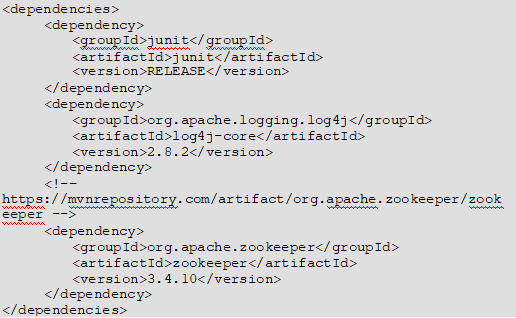 <dependencies>
<dependency>
<groupId>junit</groupId>
<artifactId>junit</artifactId>
<version>RELEASE</version>
</dependency>
<dependency>
<groupId>org.apache.logging.log4j</groupId>
<artifactId>log4j-core</artifactId>
<version>2.8.2</version>
</dependency>
<!--
https://mvnrepository.com/artifact/org.apache.zookeeper/zook
eeper -->
<dependency>
<groupId>org.apache.zookeeper</groupId>
<artifactId>zookeeper</artifactId>
<version>3.4.10</version>
</dependency>
</dependencies>